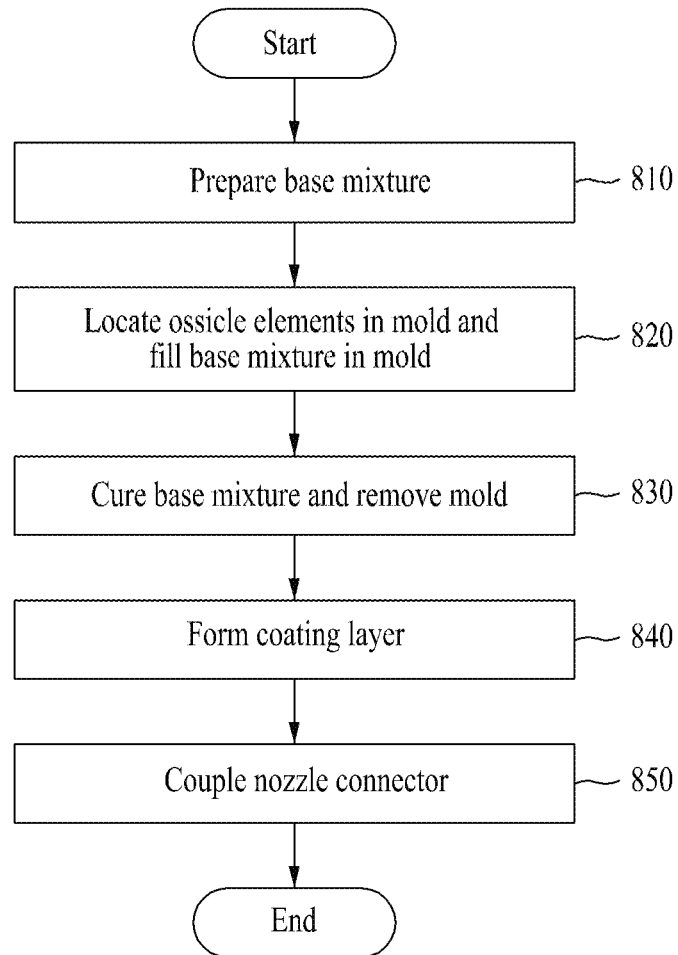 Start
Prepare base mixture
810
Locate ossicle elements in mold and
fill base mixture in mold
820
Cure base mixture and remove mold
830
Form coating layer
840
Couple nozzle connector
850
End